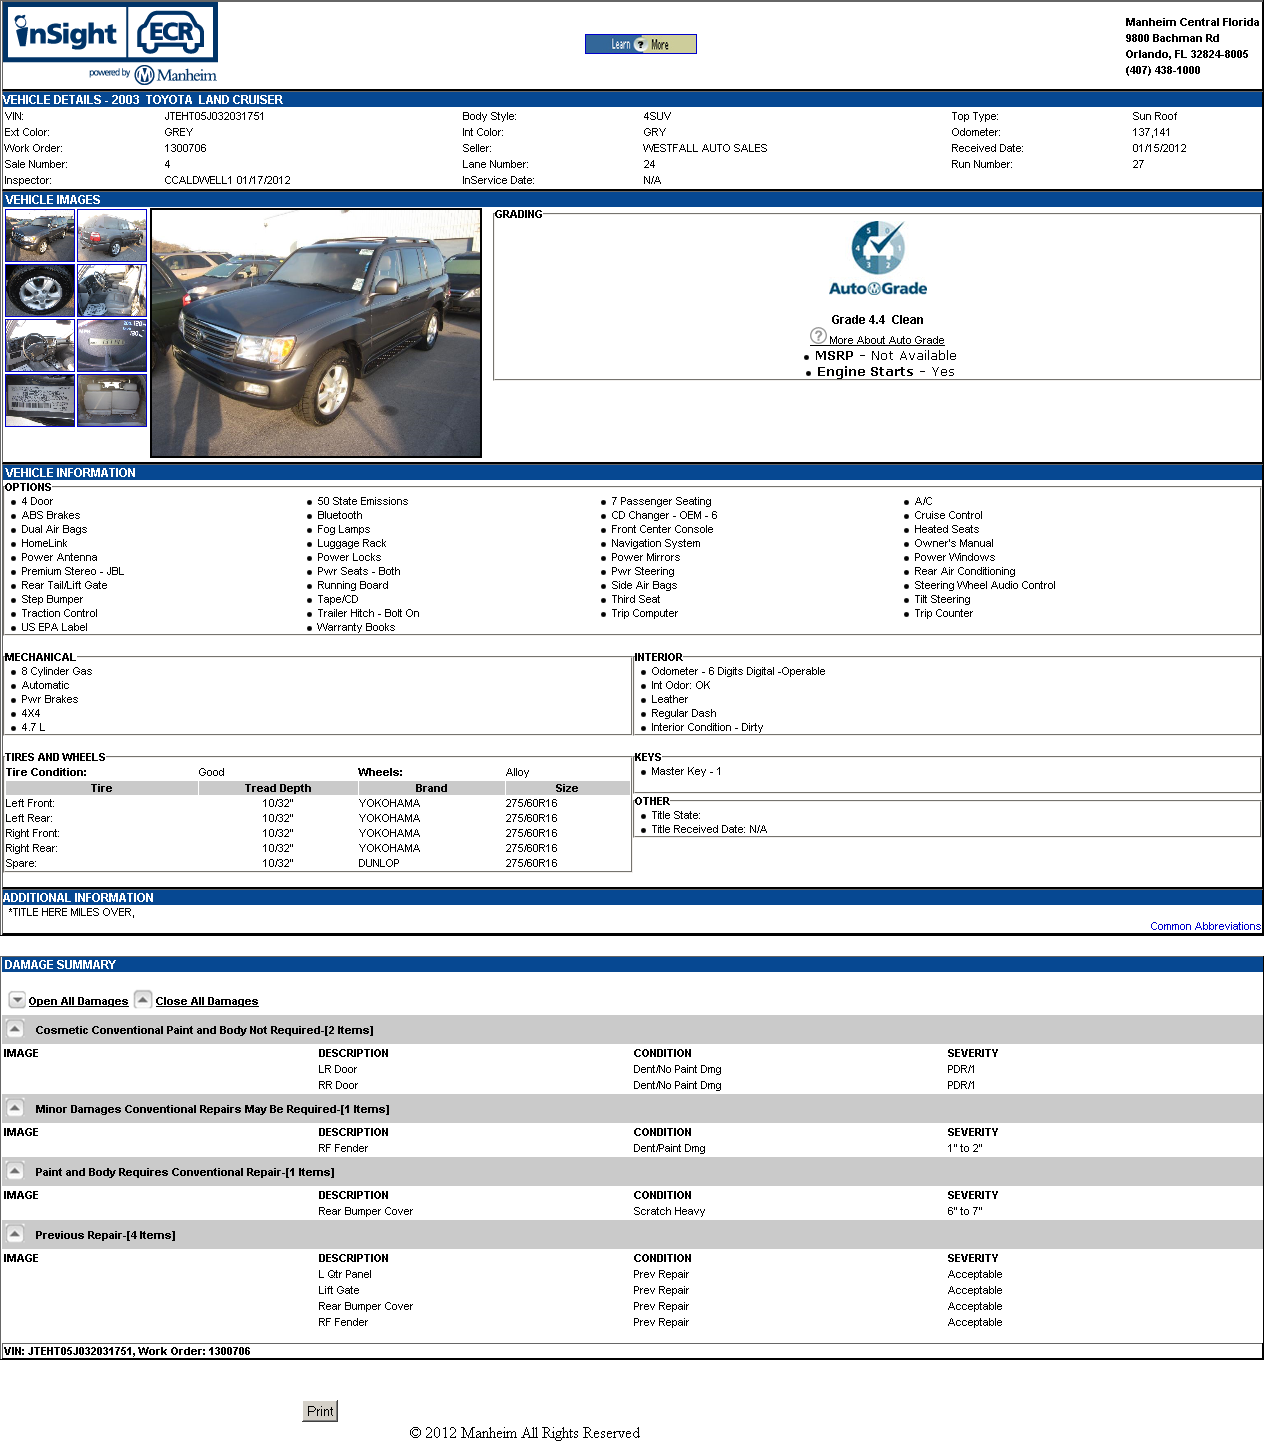 inSight ECR
powered by Manheim
Learn ? More
Manheim Central Florida
9800 Bachman Rd
Orlando, FL 32824-8005
(407) 438-1000
VEHICLE DETAILS - 2003 TOYOTA LAND CRUISER
VIN: JTEHT05J032031751 Body Style: 4SUV Top Type: Sun Roof
Ext Color: GREY Int Color: GRY Odometer: 137,141
Work Order: 1300706 Seller: WESTFALL AUTO SALES Received Date: 01/15/2012
Sale Number: 4 Lane Number: 24 Run Number: 27
Inspector: CCALDWELL1 01/17/2012 InService Date: N/A
VEHICLE IMAGES
GRADING
5 0 4 1 3 2
AutoGrade
Grade 4.4 Clean
? More About Auto Grade
MSRP - Not Available
Engine Starts - Yes
VEHICLE INFORMATION
OPTIONS
4 Door 50 State Emissions 7 Passenger Seating A/C
ABS Brakes Bluetooth CD Changer - OEM - 6 Cruise Control
Dual Air Bags Fog Lamps Front Center Console Heated Seats
HomeLink Luggage Rack Navigation System Owner's Manual
Power Antenna Power Locks Power Mirrors Power Windows
Premium Stereo - JBL Pwr Seats - Both Pwr Steering Rear Air Conditioning
Rear Tail/Lift Gate Running Board Side Air Bags Steering Wheel Audio Control
Step Bumper Tape/CD Third Seat Tilt Steering
Traction Control Trailer Hitch - Bolt On Trip Computer Trip Counter
US EPA Label Warranty Books
MECHANICAL
8 Cylinder Gas
Automatic
Pwr Brakes
4X4
4.7 L
INTERIOR
Odometer - 6 Digits Digital -Operable
Int Odor: OK
Leather
Regular Dash
Interior Condition - Dirty
TIRES AND WHEELS
Tire Condition: Good Wheels: Alloy
Tire Tread Depth Brand Size
Left Front: 10/32" YOKOHAMA 275/60R16
Left Rear: 10/32" YOKOHAMA 275/60R16
Right Front: 10/32" YOKOHAMA 275/60R16
Right Rear: 10/32" YOKOHAMA 275/60R16
Spare: 10/32" DUNLOP 275/60R16
KEYS
Master Key - 1
OTHER
Title State:
Title Received Date: N/A
ADDITIONAL INFORMATION
*TITLE HERE MILES OVER,
Common Abbreviations
DAMAGE SUMMARY
Open All Damages Close All Damages
Cosmetic Conventional Paint and Body Not Required-[2 Items]
IMAGE DESCRIPTION CONDITION SEVERITY
LR Door Dent/No Paint Dmg PDR/1
RR Door Dent/No Paint Dmg PDR/1
Minor Damages Conventional Repairs May Be Required-[1 Items]
IMAGE DESCRIPTION CONDITION SEVERITY
RF Fender Dent/Paint Dmg 1" to 2"
Paint and Body Requires Conventional Repair-[1 Items]
IMAGE DESCRIPTION CONDITION SEVERITY
Rear Bumper Cover Scratch Heavy 6" to 7"
Previous Repair-[4 Items]
IMAGE DESCRIPTION CONDITION SEVERITY
L Qtr Panel Prev Repair Acceptable
Lift Gate Prev Repair Acceptable
Rear Bumper Cover Prev Repair Acceptable
RF Fender Prev Repair Acceptable
VIN: JTEHT05J032031751, Work Order: 1300706
Print
© 2012 Manheim All Rights Reserved